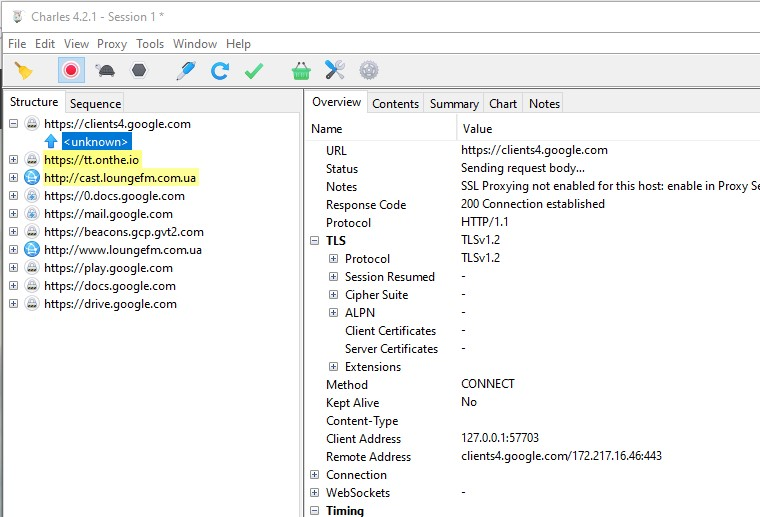 Charles 4.2.1 - Session 1 *
File Edit View Proxy Tools Window Help
Structure Sequence
https://clients4.google.com
<unknown>
https://tt.onthe.io
http://cast.loungefm.com.ua
https://0.docs.google.com
https://mail.google.com
https://beacons.gcp.gvt2.com
http://www.loungefm.com.ua
https://play.google.com
https://docs.google.com
https://drive.google.com
Overview Contents Summary Chart Notes
Name Value
URL https://clients4.google.com
Status Sending request body...
Notes SSL Proxying not enabled for this host: enable in Proxy Se
Response Code 200 Connection established
Protocol HTTP/1.1
TLS TLSv1.2
Protocol TLSv1.2
Session Resumed -
Cipher Suite -
ALPN -
Client Certificates -
Server Certificates -
Extensions
Method CONNECT
Kept Alive No
Content-Type
Client Address 127.0.0.1:57703
Remote Address clients4.google.com/172.217.16.46:443
Connection
WebSockets -
Timing